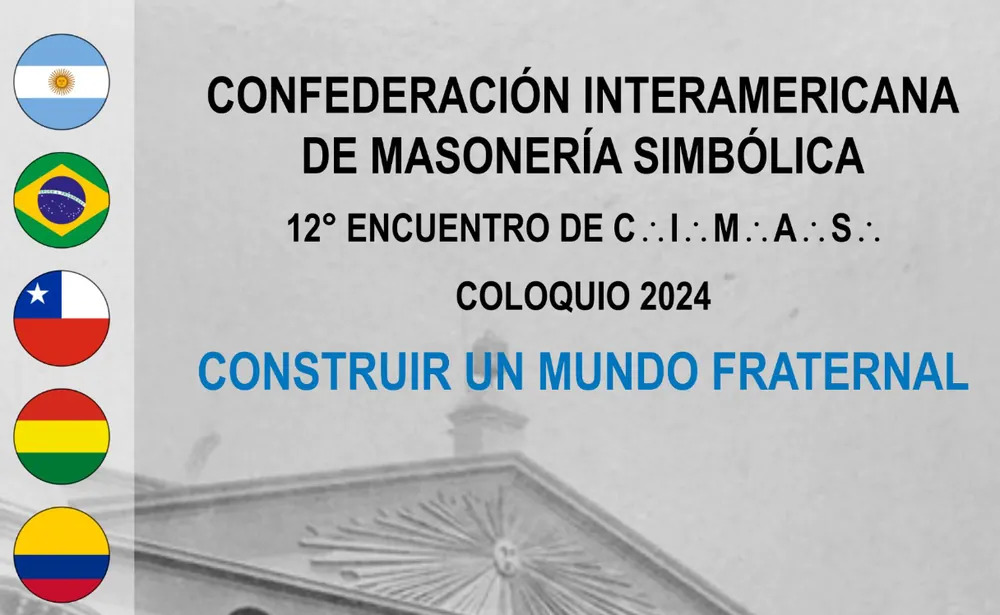 CONFEDERACIÓN INTERAMERICANA
DE MASONERÍA SIMBÓLICA
12° ENCUENTRO DE C∴I∴M∴A∴S∴
COLOQUIO 2024
CONSTRUIR UN MUNDO FRATERNAL